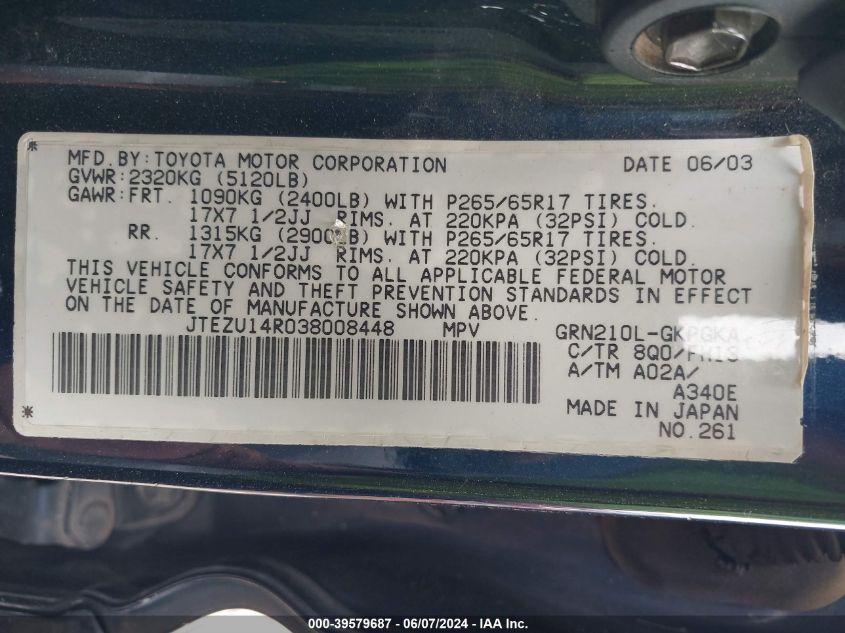 MFD.BY:TOYOTA MOTOR CORPORATION DATE 06/03
GVWR:2320KG (5120LB)
GAWR:FRT. 1090KG (2400LB) WITH P265/65R17 TIRES.
17X7 1/2JJ RIMS. AT 220KPA (32PSI) COLD.
RR. 1315KG (2900LB) WITH P265/65R17 TIRES.
17X7 1/2JJ RIMS. AT 220KPA (32PSI) COLD.
THIS VEHICLE CONFORMS TO ALL APPLICABLE FEDERAL MOTOR
VEHICLE SAFETY AND THEFT PREVENTION STANDARDS IN EFFECT
ON THE DATE OF MANUFACTURE SHOWN ABOVE.
JTEZU14R038008448 MPV GRN210L-GKPGKA
C/TR 8Q0/FH13
A/TM A02A/
A340E
MADE IN JAPAN
NO.261
000-39579687 - 06/07/2024 - IAA Inc.